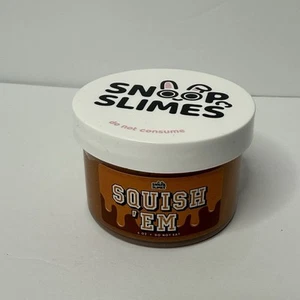 SNOOP
SLIMES
do not consume
SQUISH
'EM